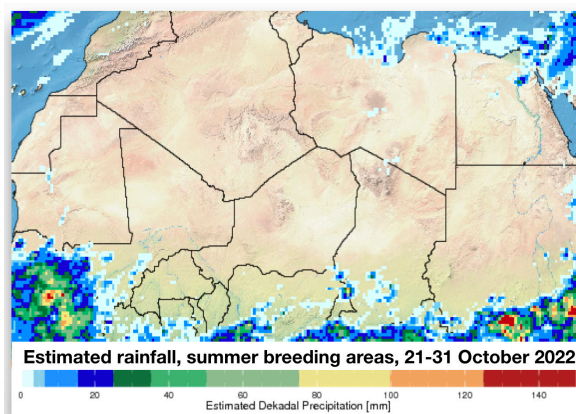 Estimated rainfall, summer breeding areas, 21-31 October 2022
0 20 40 60 80 100 120 140
Estimated Dekadal Precipitation [mm]